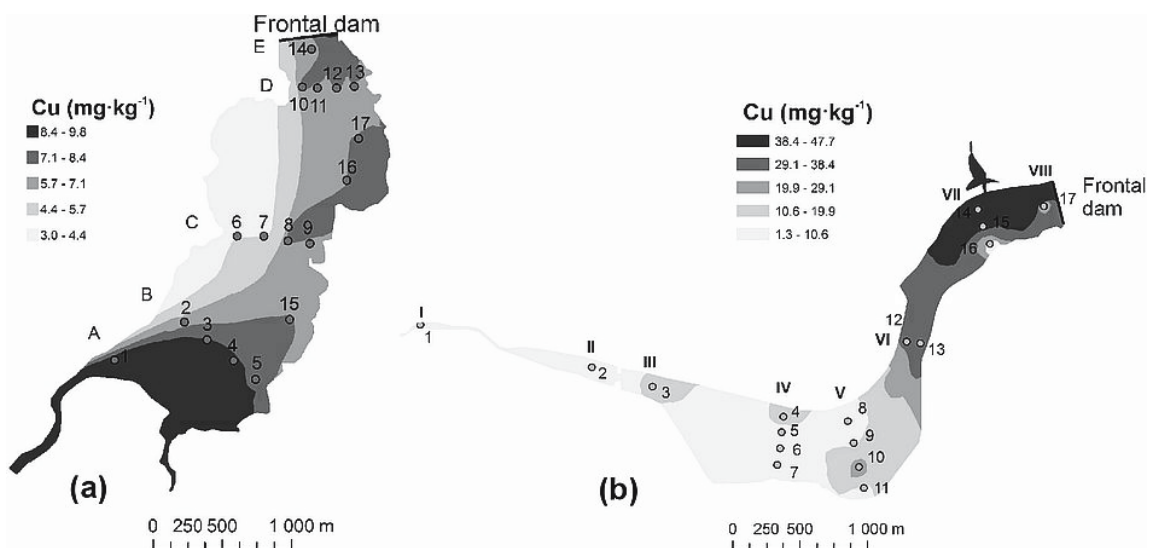 Frontal dam
E
14
D
12 13
10 11
Cu (mg·kg⁻¹)
8.4 - 9.8
7.1 - 8.4
5.7 - 7.1
4.4 - 5.7
3.0 - 4.4
17
16
C
6 7 8 9
B
2
3
15
A
1
4
5
(a)
0 250 500 1 000 m
Cu (mg·kg⁻¹)
38.4 - 47.7
29.1 - 38.4
19.9 - 29.1
10.6 - 19.9
1.3 - 10.6
VII
VIII
17
Frontal
dam
14
15
16
12
VI
13
I
1
II
2
III
3
IV
4
5
6
7
V
8
9
10
11
(b)
0 250 500 1 000 m